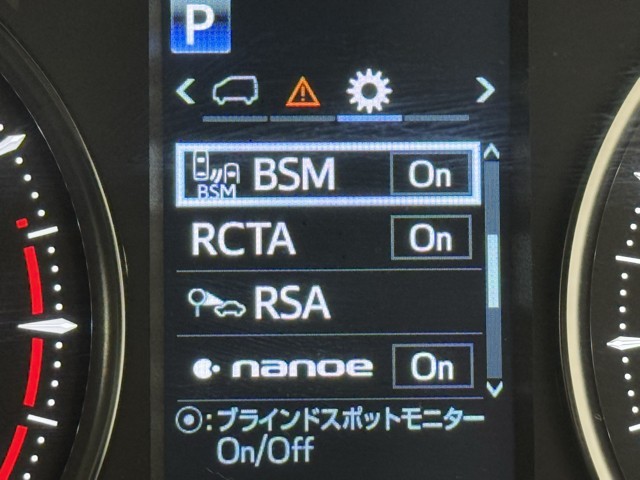 P
BSM BSM On
RCTA On
RSA
nanoe On
⦿:ブラインドスポットモニター
On/Off